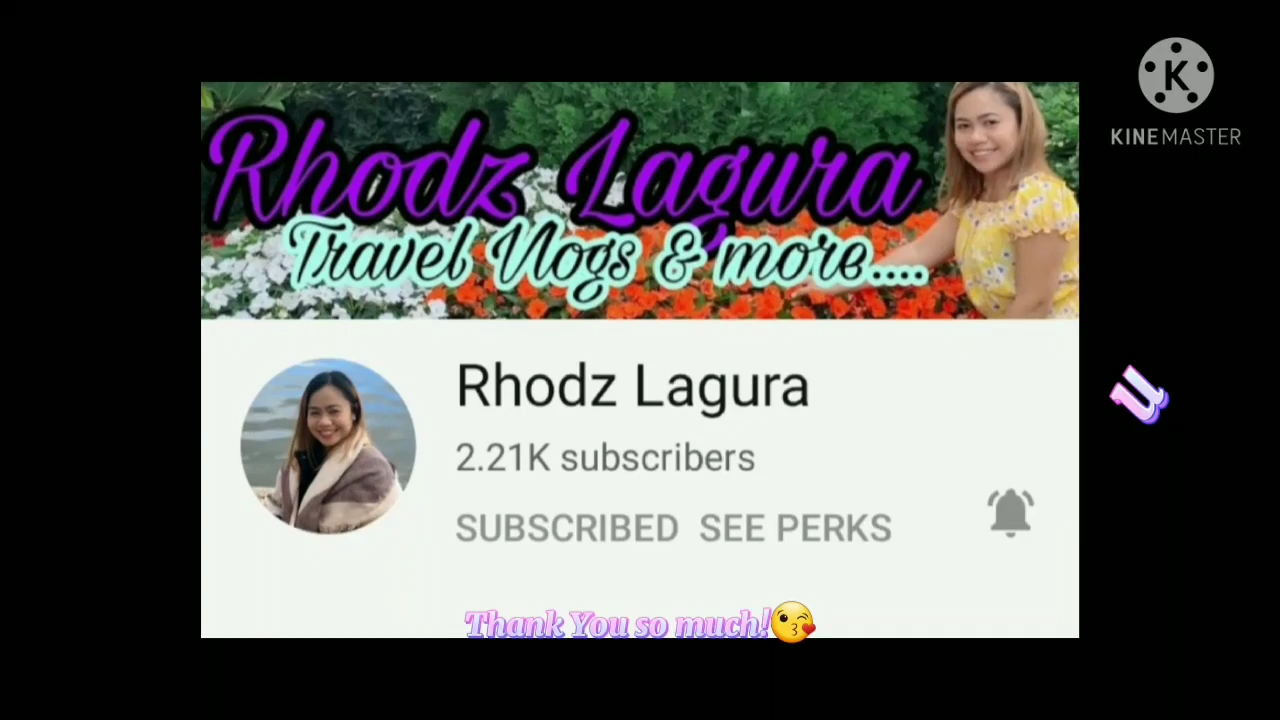 K
KINEMASTER
Rhodz Lagura
Travel Vlogs & more....
Rhodz Lagura
2.21K subscribers
SUBSCRIBED SEE PERKS
u
Thank You so much!😘